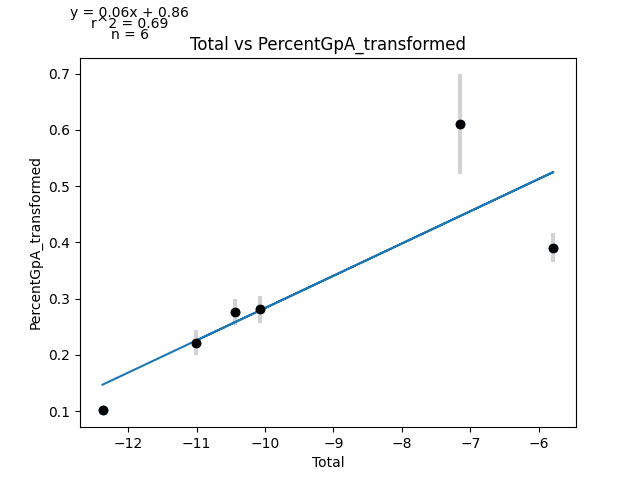 y = 0.06x + 0.86
r^2 = 0.69
n = 6
Total vs PercentGpA_transformed
0.7
0.6
0.5
0.4
0.3
0.2
0.1
PercentGpA_transformed
−12 −11 −10 −9 −8 −7 −6
Total